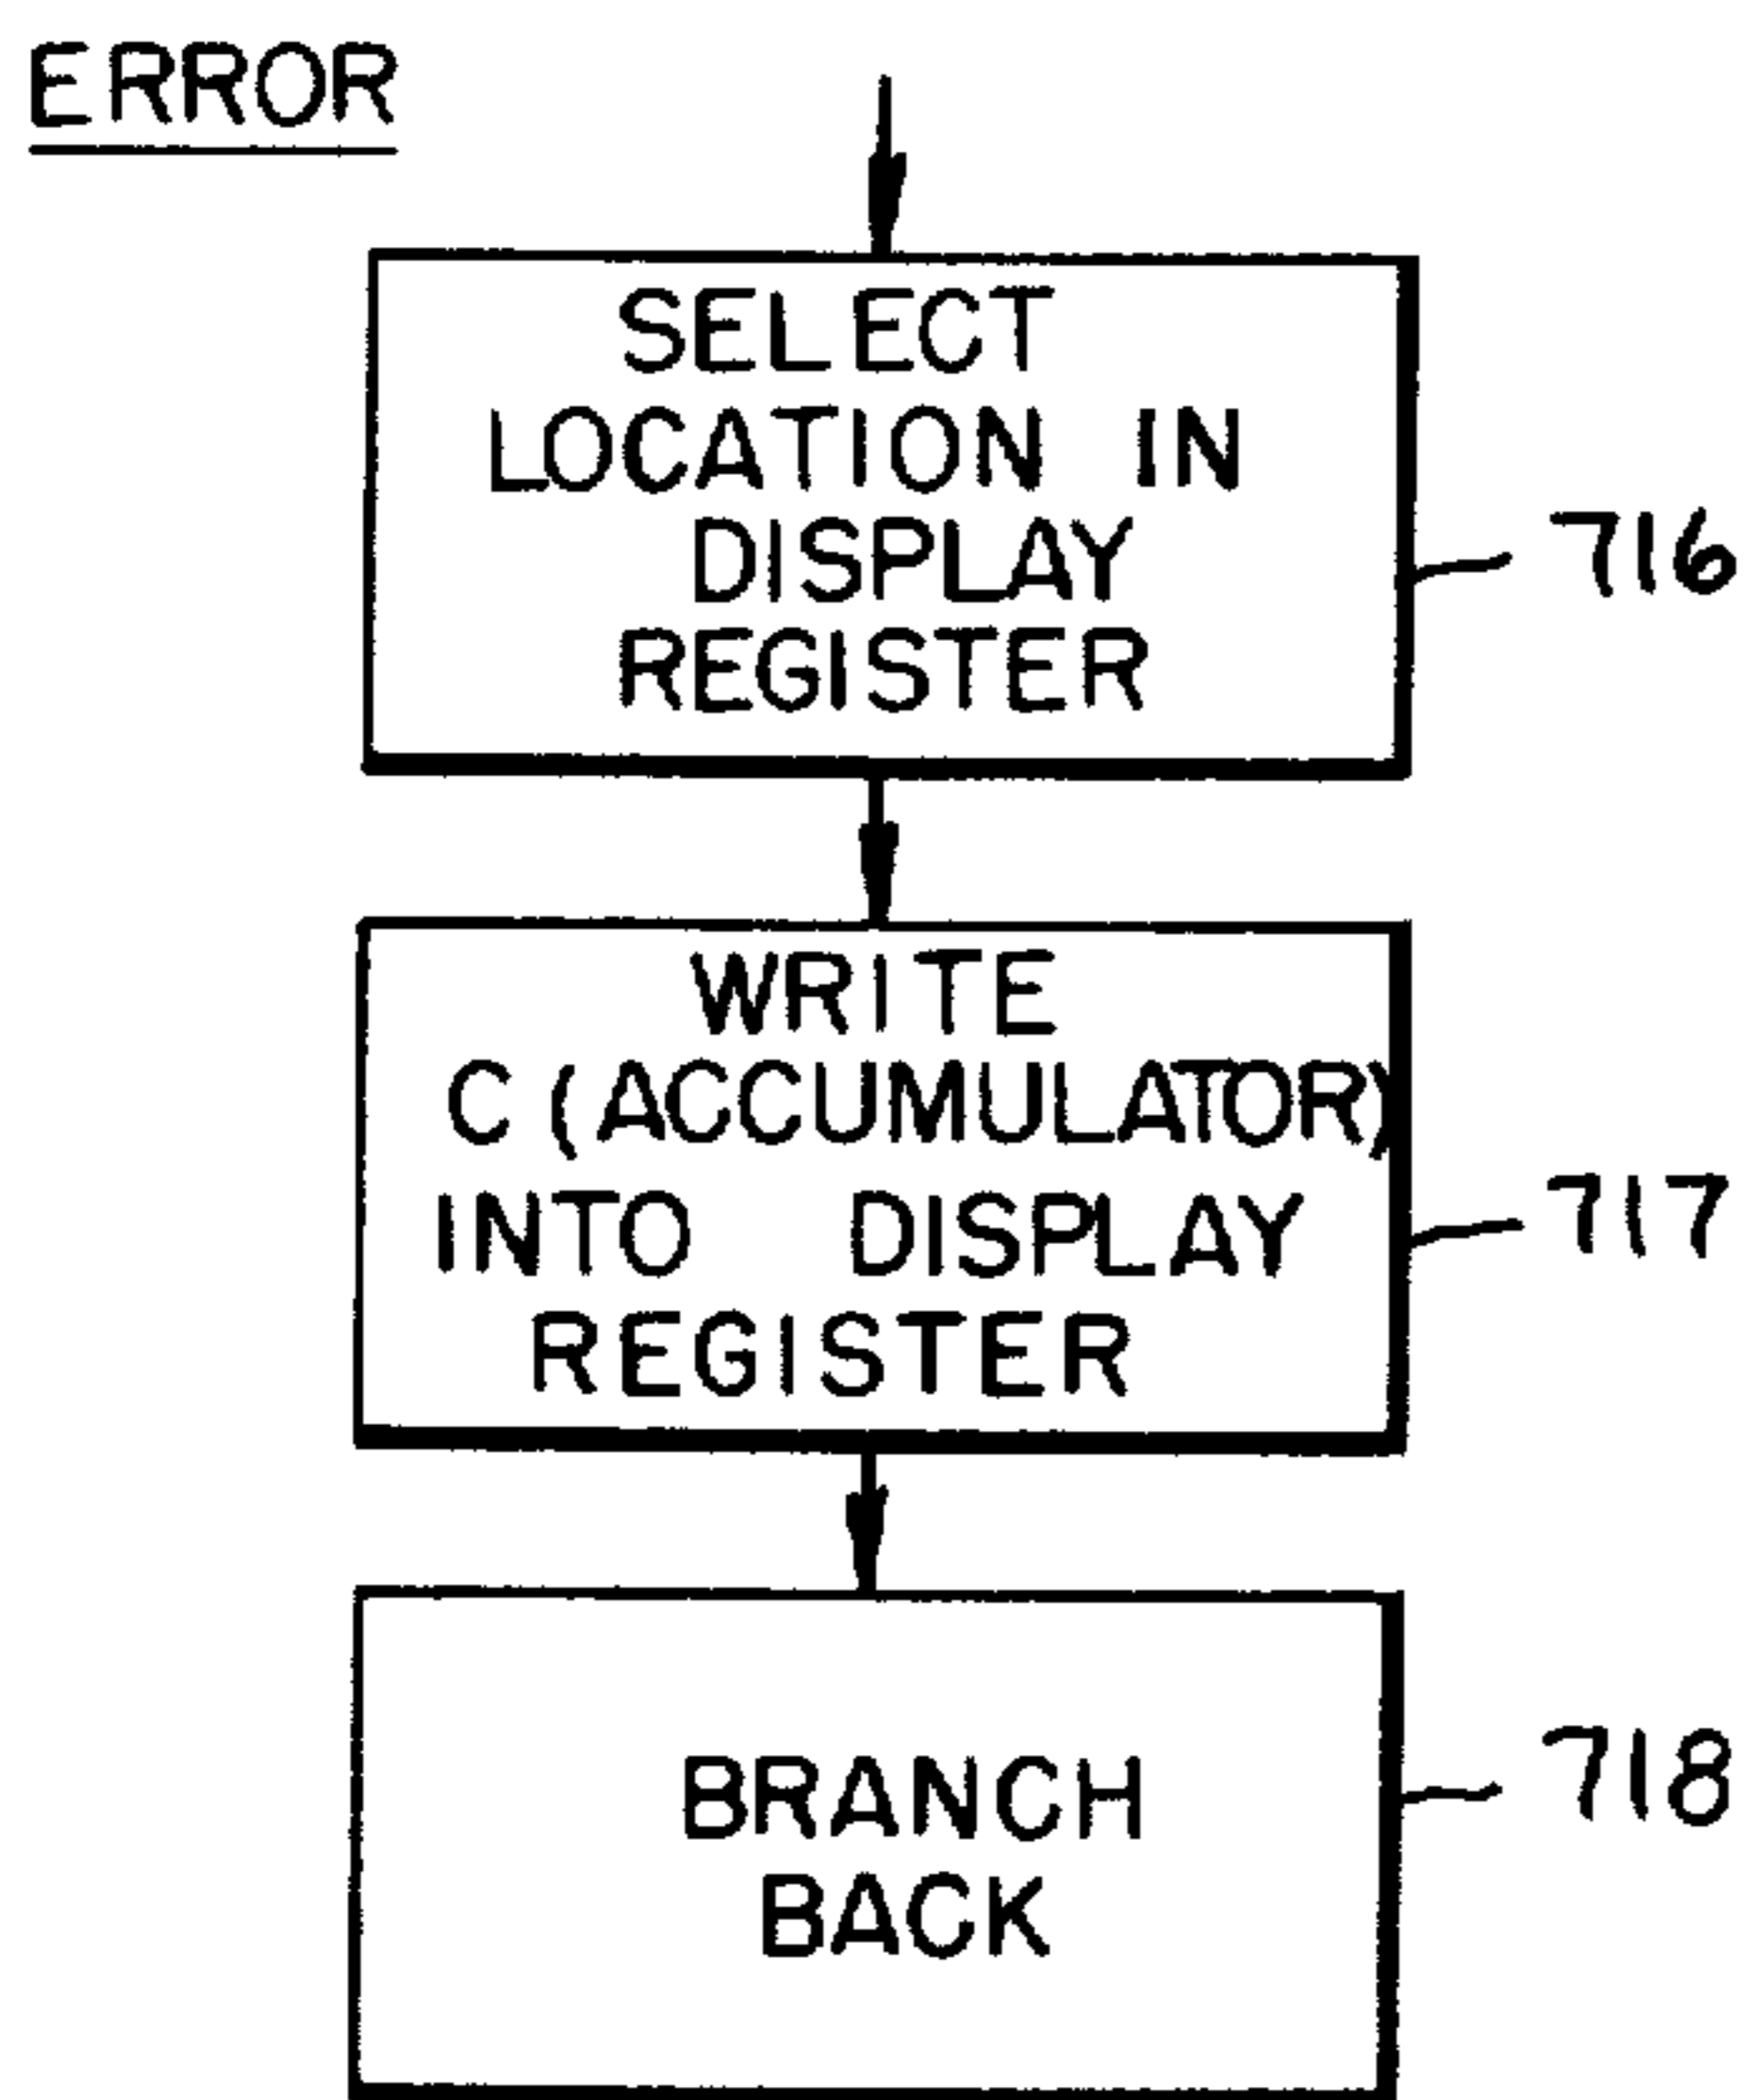 ERROR
SELECT
LOCATION IN
DISPLAY
REGISTER
716
WRITE
C (ACCUMULATOR)
INTO DISPLAY
REGISTER
717
BRANCH
BACK
718